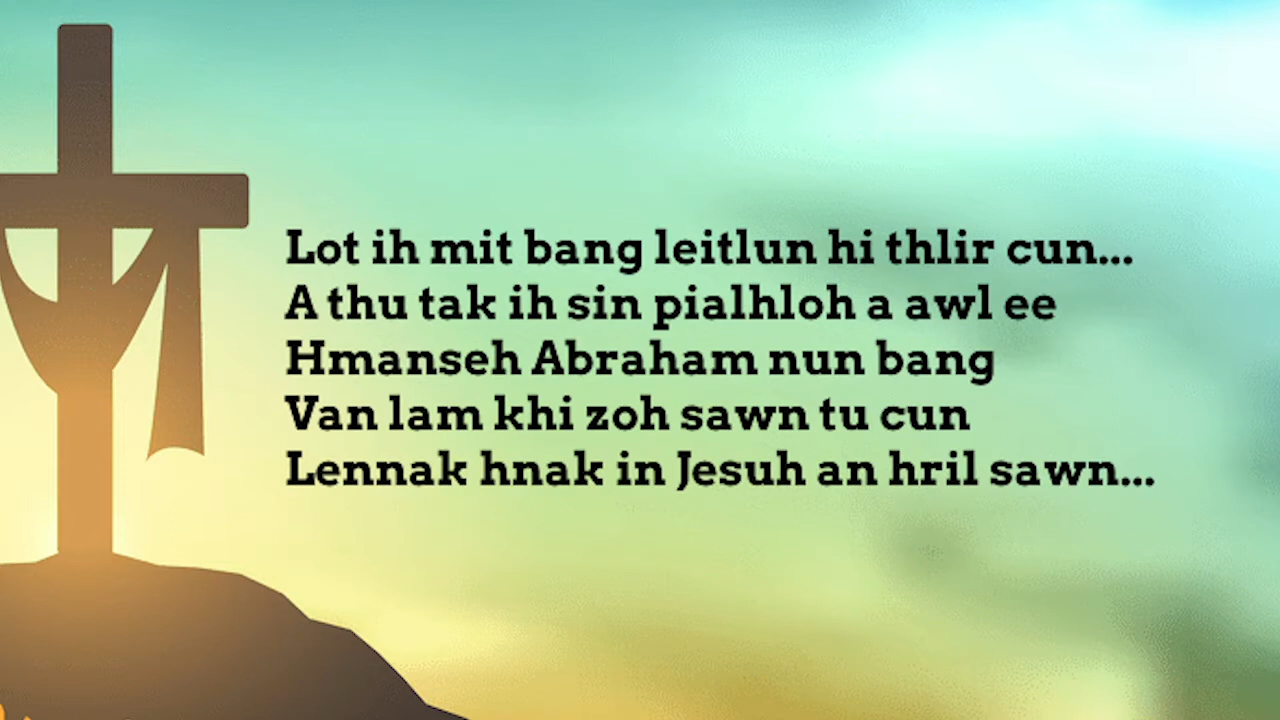 Lot ih mit bang leitlun hi thlir cun...
A thu tak ih sin pialhloh a awl ee
Hmanseh Abraham nun bang
Van lam khi zoh sawn tu cun
Lennak hnak in Jesuh an hril sawn...